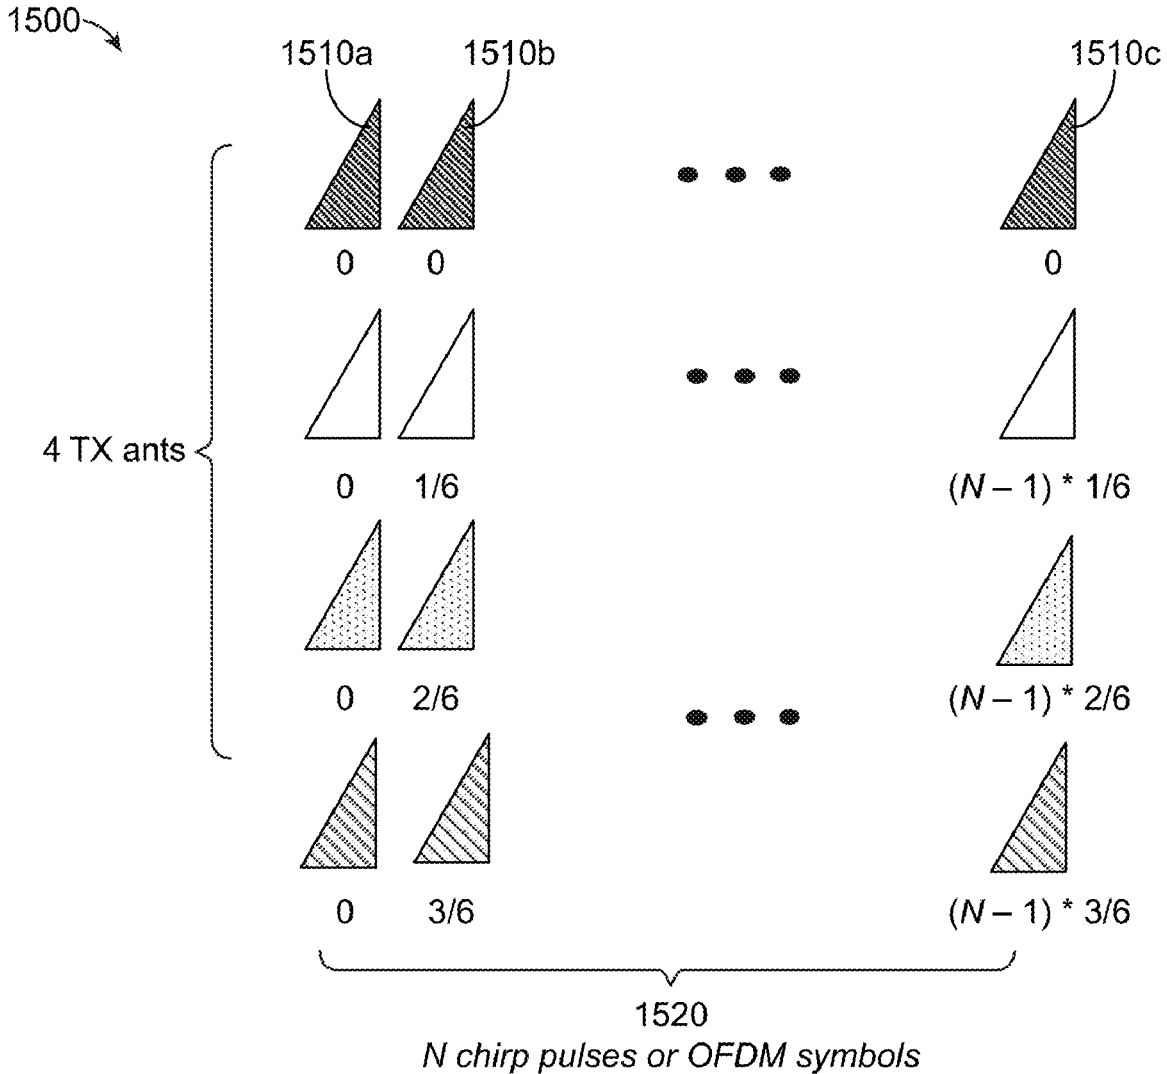 1500
1510a 1510b 1510c
0 0 0
4 TX ants
0 1/6 (N – 1) * 1/6
0 2/6 (N – 1) * 2/6
0 3/6 (N – 1) * 3/6
1520
N chirp pulses or OFDM symbols